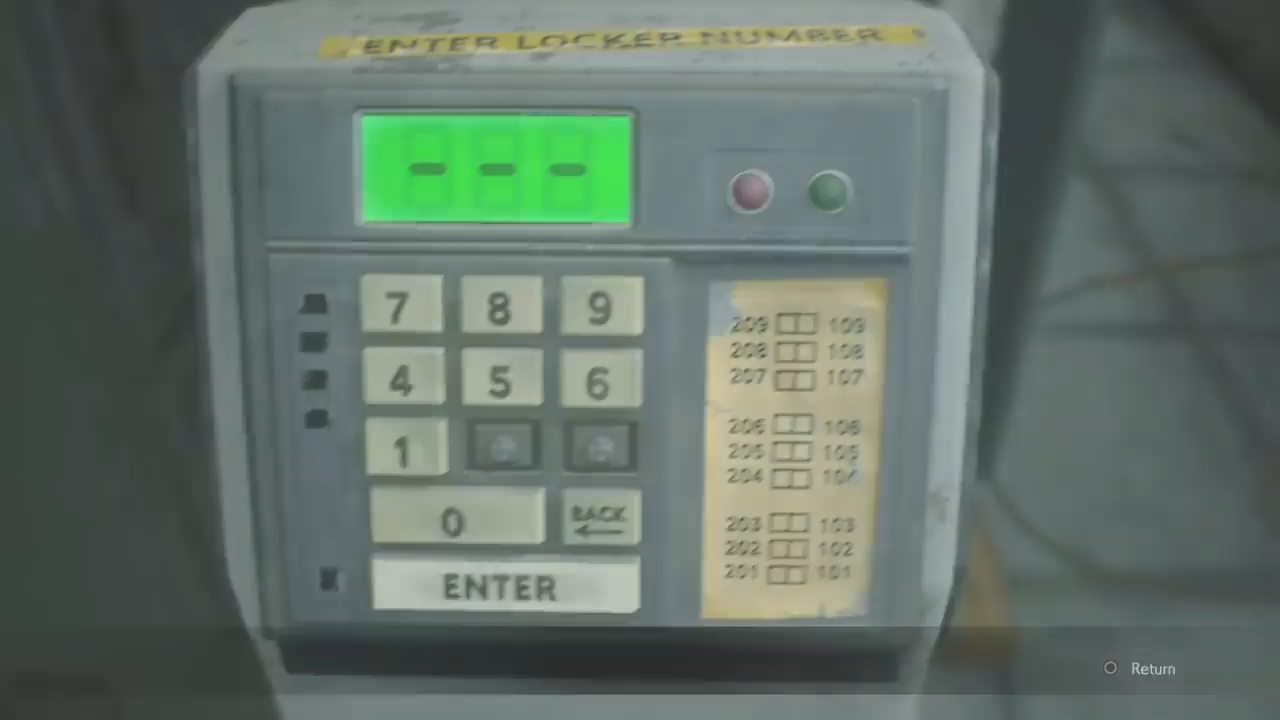 ENTER LOCKER NUMBER
- - -
7 8 9
4 5 6
1
0 BACK
ENTER
209 109
208 108
207 107
206 106
205 105
204 104
203 103
202 102
201 101
Return